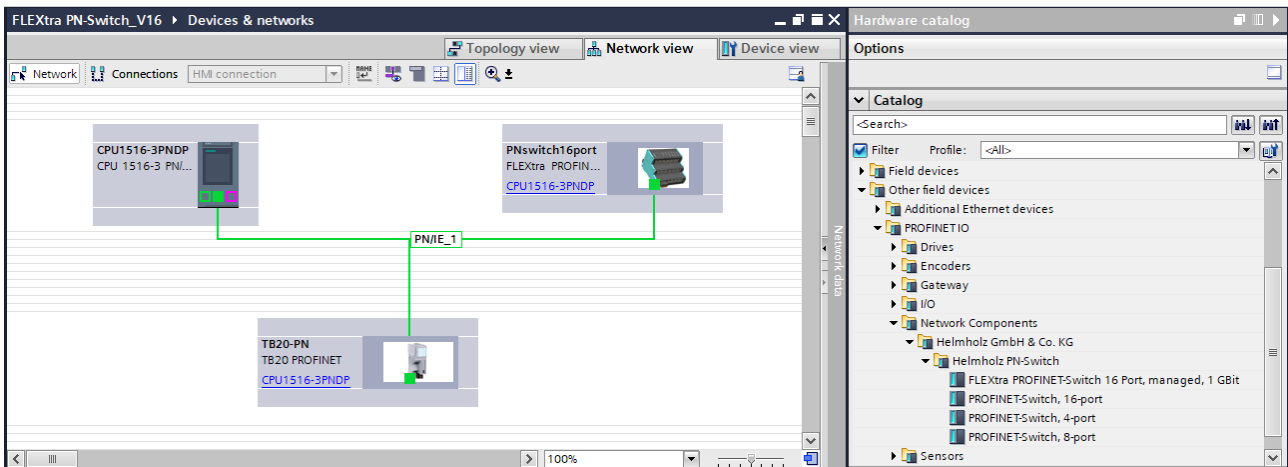 FLEXtra PN-Switch_V16 ▸ Devices & networks
Topology view Network view Device view
Network Connections HMI connection
CPU1516-3PNDP
CPU 1516-3 PN/...
PNswitch16port
FLEXtra PROFIN...
CPU1516-3PNDP
PN/IE_1
TB20-PN
TB20 PROFINET
CPU1516-3PNDP
100%
Network data
Hardware catalog
Options
Catalog
<Search>
Filter Profile: <All>
Field devices
Other field devices
Additional Ethernet devices
PROFINET IO
Drives
Encoders
Gateway
I/O
Network Components
Helmholz GmbH & Co. KG
Helmholz PN-Switch
FLEXtra PROFINET-Switch 16 Port, managed, 1 GBit
PROFINET-Switch, 16-port
PROFINET-Switch, 4-port
PROFINET-Switch, 8-port
Sensors